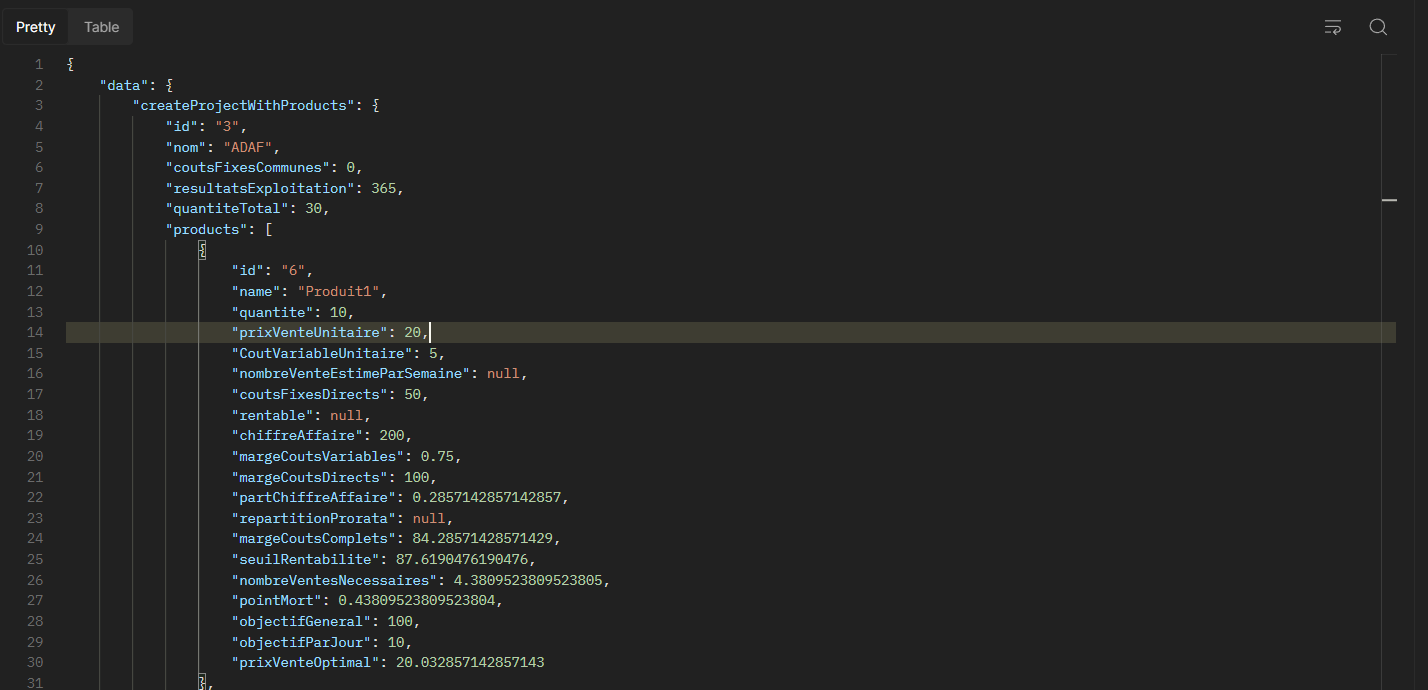 Pretty Table
1 {
2 "data": {
3 "createProjectWithProducts": {
4 "id": "3",
5 "nom": "ADAF",
6 "coutsFixesCommunes": 0,
7 "resultatsExploitation": 365,
8 "quantiteTotal": 30,
9 "products": [
10 {
11 "id": "6",
12 "name": "Produit1",
13 "quantite": 10,
14 "prixVenteUnitaire": 20,
15 "CoutVariableUnitaire": 5,
16 "nombreVenteEstimeParSemaine": null,
17 "coutsFixesDirects": 50,
18 "rentable": null,
19 "chiffreAffaire": 200,
20 "margeCoutsVariables": 0.75,
21 "margeCoutsDirects": 100,
22 "partChiffreAffaire": 0.2857142857142857,
23 "repartitionProrata": null,
24 "margeCoutsComplets": 84.28571428571429,
25 "seuilRentabilite": 87.6190476190476,
26 "nombreVentesNecessaires": 4.3809523809523805,
27 "pointMort": 0.43809523809523804,
28 "objectifGeneral": 100,
29 "objectifParJour": 10,
30 "prixVenteOptimal": 20.032857142857143
31 },